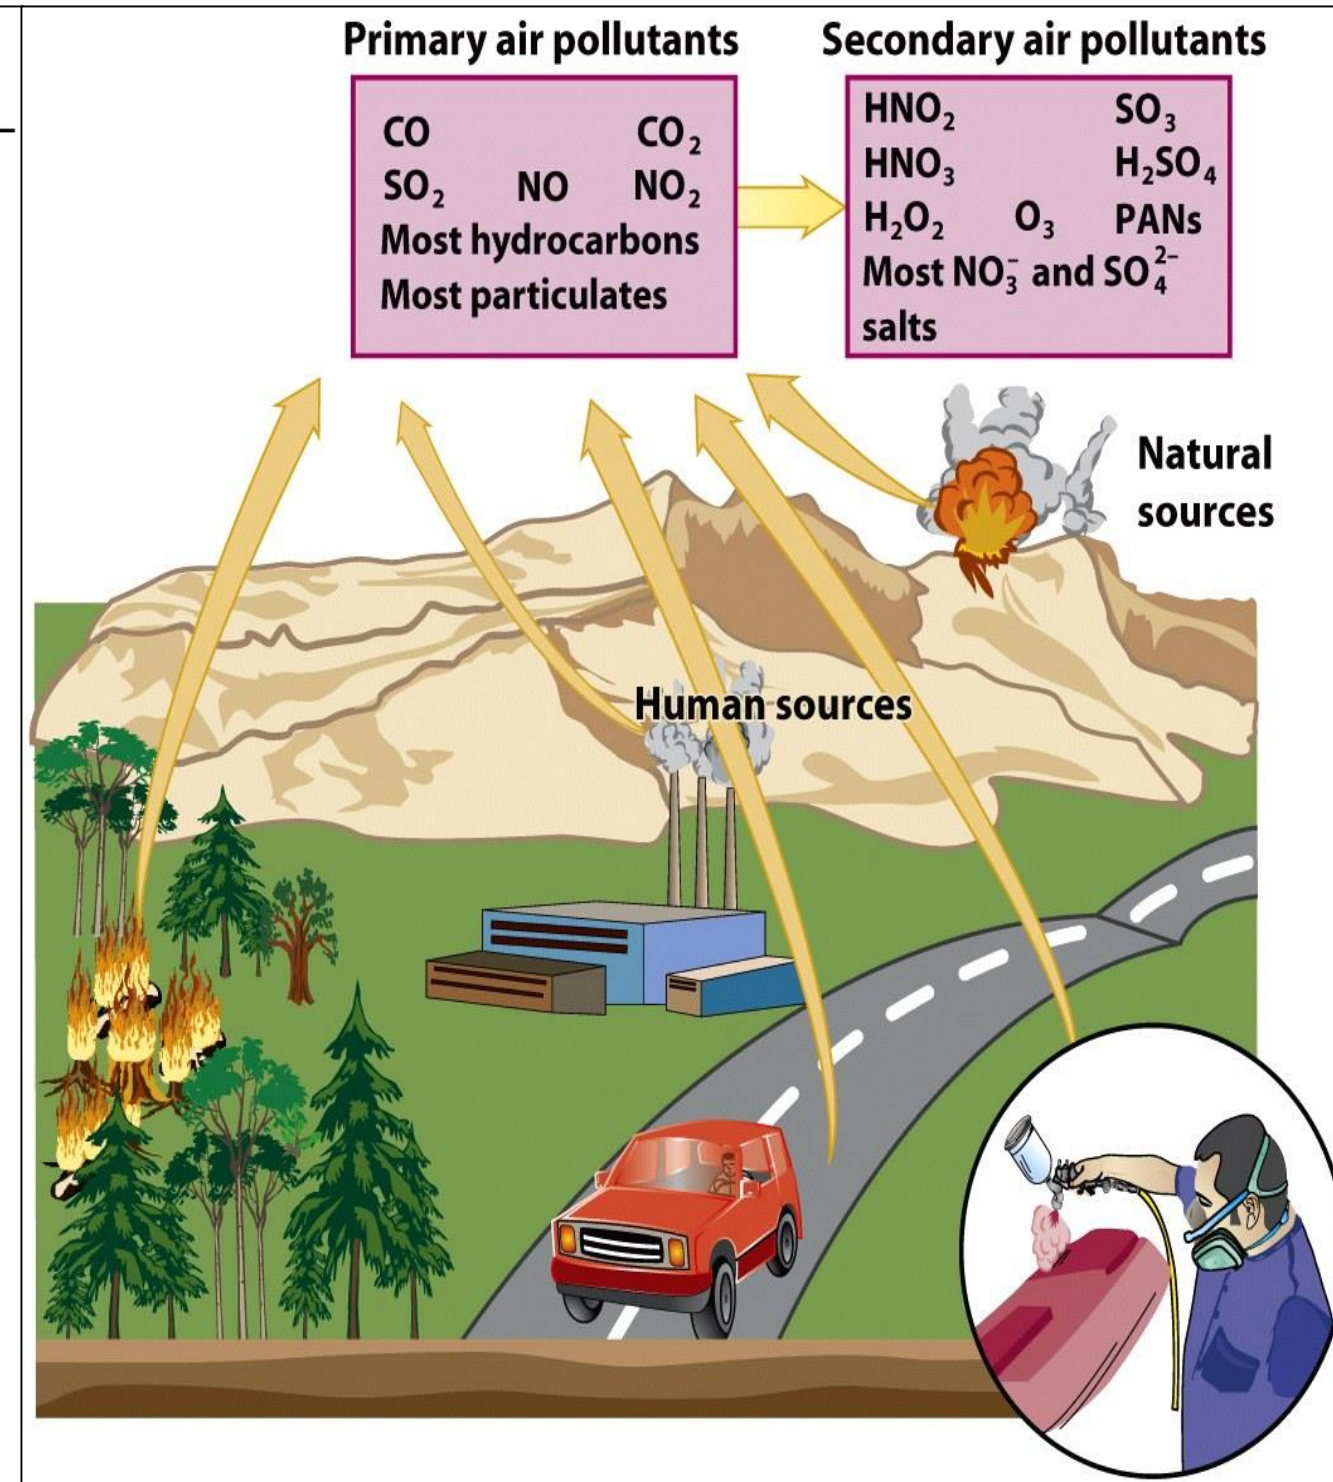 Primary air pollutants
CO CO₂
SO₂ NO NO₂
Most hydrocarbons
Most particulates
Secondary air pollutants
HNO₂ SO₃
HNO₃ H₂SO₄
H₂O₂ O₃ PANs
Most NO₃⁻ and SO₄²⁻
salts
Natural
sources
Human sources